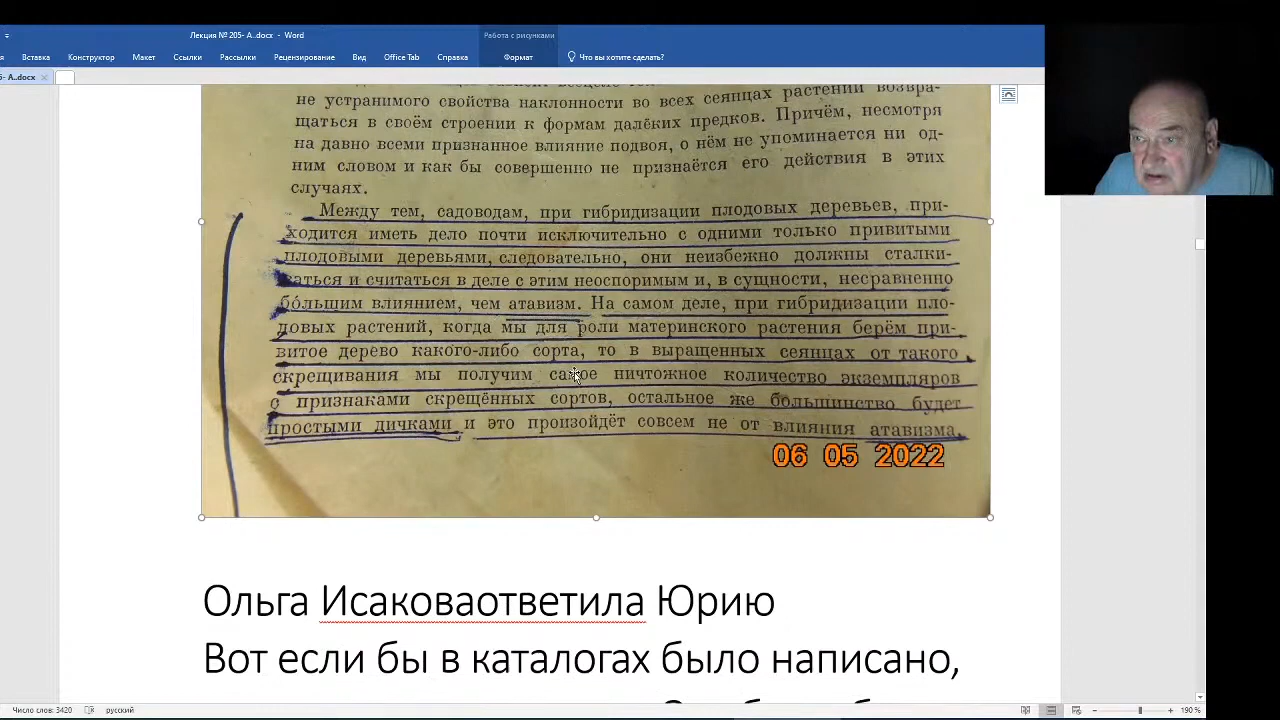 Лекция № 205- А..docx - Word
Работа с рисунками
Вставка Конструктор Макет Ссылки Рассылки Рецензирование Вид Office Tab Справка Формат Что вы хотите сделать?
- А..docx
не устранимого свойства наклонности во всех сеянцах растений возвра-
щаться в своём строении к формам далёких предков. Причём, несмотря
на давно всеми признанное влияние подвоя, о нём не упоминается ни од-
ним словом и как бы совершенно не признаётся его действия в этих
случаях.
Между тем, садоводам, при гибридизации плодовых деревьев, при-
ходится иметь дело почти исключительно с одними только привитыми
плодовыми деревьями, следовательно, они неизбежно должны сталки-
ваться и считаться в деле с этим неоспоримым и, в сущности, несравненно
бо́льшим влиянием, чем атавизм. На самом деле, при гибридизации пло-
довых растений, когда мы для роли материнского растения берём при-
витое дерево какого-либо сорта, то в выращенных сеянцах от такого
скрещивания мы получим самое ничтожное количество экземпляров
с признаками скрещённых сортов, остальное же большинство будет
простыми дичками и это произойдёт совсем не от влияния атавизма,
06 05 2022
Ольга Исаковаответила Юрию
Вот если бы в каталогах было написано,
Число слов: 3420 русский 190 %